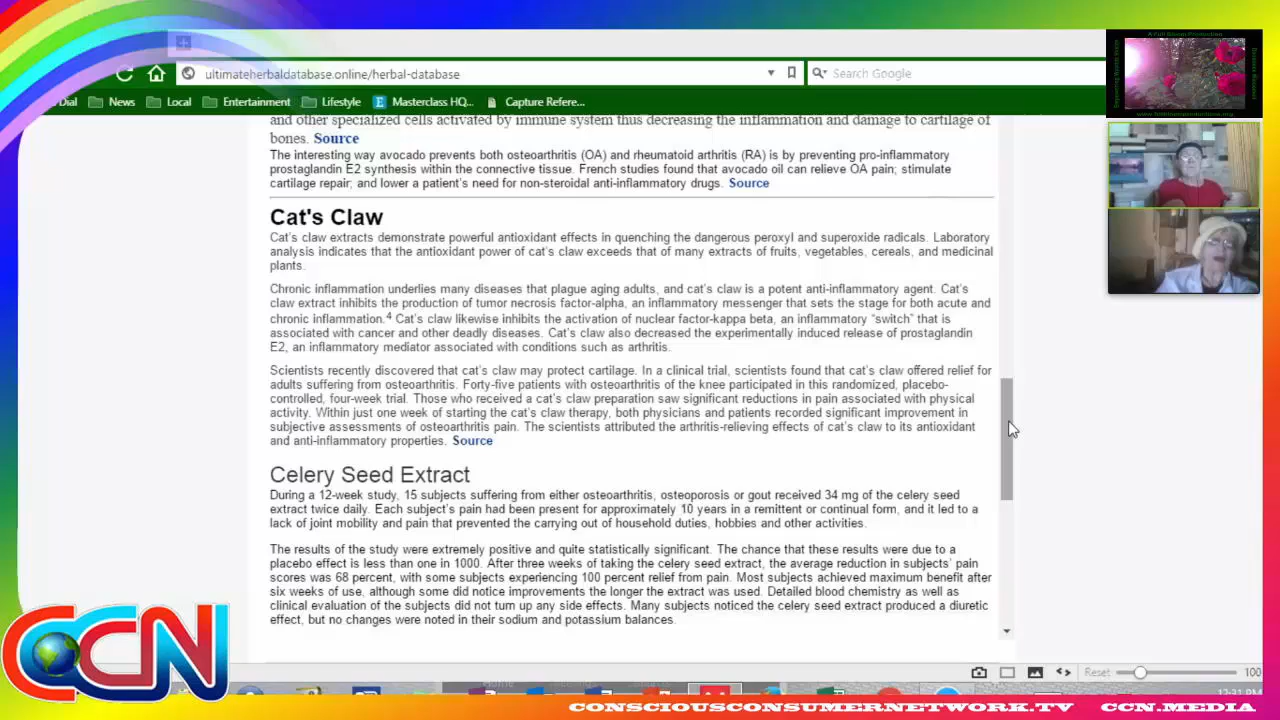 A Full Bloom Production
www.fullbloomproductions.org
ultimateherbaldatabase.online/herbal-database
Search Google
Dial
News
Local
Entertainment
Lifestyle
Masterclass HQ...
Capture Refere...
and other specialized cells activated by immune system thus decreasing the inflammation and damage to cartilage of
bones. Source
The interesting way avocado prevents both osteoarthritis (OA) and rheumatoid arthritis (RA) is by preventing pro-inflammatory
prostaglandin E2 synthesis within the connective tissue. French studies found that avocado oil can relieve OA pain; stimulate
cartilage repair; and lower a patient's need for non-steroidal anti-inflammatory drugs. Source
Cat's Claw
Cat's claw extracts demonstrate powerful antioxidant effects in quenching the dangerous peroxyl and superoxide radicals. Laboratory
analysis indicates that the antioxidant power of cat's claw exceeds that of many extracts of fruits, vegetables, cereals, and medicinal
plants.
Chronic inflammation underlies many diseases that plague aging adults, and cat's claw is a potent anti-inflammatory agent. Cat's
claw extract inhibits the production of tumor necrosis factor-alpha, an inflammatory messenger that sets the stage for both acute and
chronic inflammation.4 Cat's claw likewise inhibits the activation of nuclear factor-kappa beta, an inflammatory “switch” that is
associated with cancer and other deadly diseases. Cat's claw also decreased the experimentally induced release of prostaglandin
E2, an inflammatory mediator associated with conditions such as arthritis.
Scientists recently discovered that cat's claw may protect cartilage. In a clinical trial, scientists found that cat's claw offered relief for
adults suffering from osteoarthritis. Forty-five patients with osteoarthritis of the knee participated in this randomized, placebo-
controlled, four-week trial. Those who received a cat's claw preparation saw significant reductions in pain associated with physical
activity. Within just one week of starting the cat's claw therapy, both physicians and patients recorded significant improvement in
subjective assessments of osteoarthritis pain. The scientists attributed the arthritis-relieving effects of cat's claw to its antioxidant
and anti-inflammatory properties. Source
Celery Seed Extract
During a 12-week study, 15 subjects suffering from either osteoarthritis, osteoporosis or gout received 34 mg of the celery seed
extract twice daily. Each subject's pain had been present for approximately 10 years in a remittent or continual form, and it led to a
lack of joint mobility and pain that prevented the carrying out of household duties, hobbies and other activities.
The results of the study were extremely positive and quite statistically significant. The chance that these results were due to a
placebo effect is less than one in 1000. After three weeks of taking the celery seed extract, the average reduction in subjects' pain
scores was 68 percent, with some subjects experiencing 100 percent relief from pain. Most subjects achieved maximum benefit after
six weeks of use, although some did notice improvements the longer the extract was used. Detailed blood chemistry as well as
clinical evaluation of the subjects did not turn up any side effects. Many subjects noticed the celery seed extract produced a diuretic
effect, but no changes were noted in their sodium and potassium balances.
Reset
100
12:31 PM
CCN
CONSCIOUSCONSUMERNETWORK.TV CCN.MEDIA